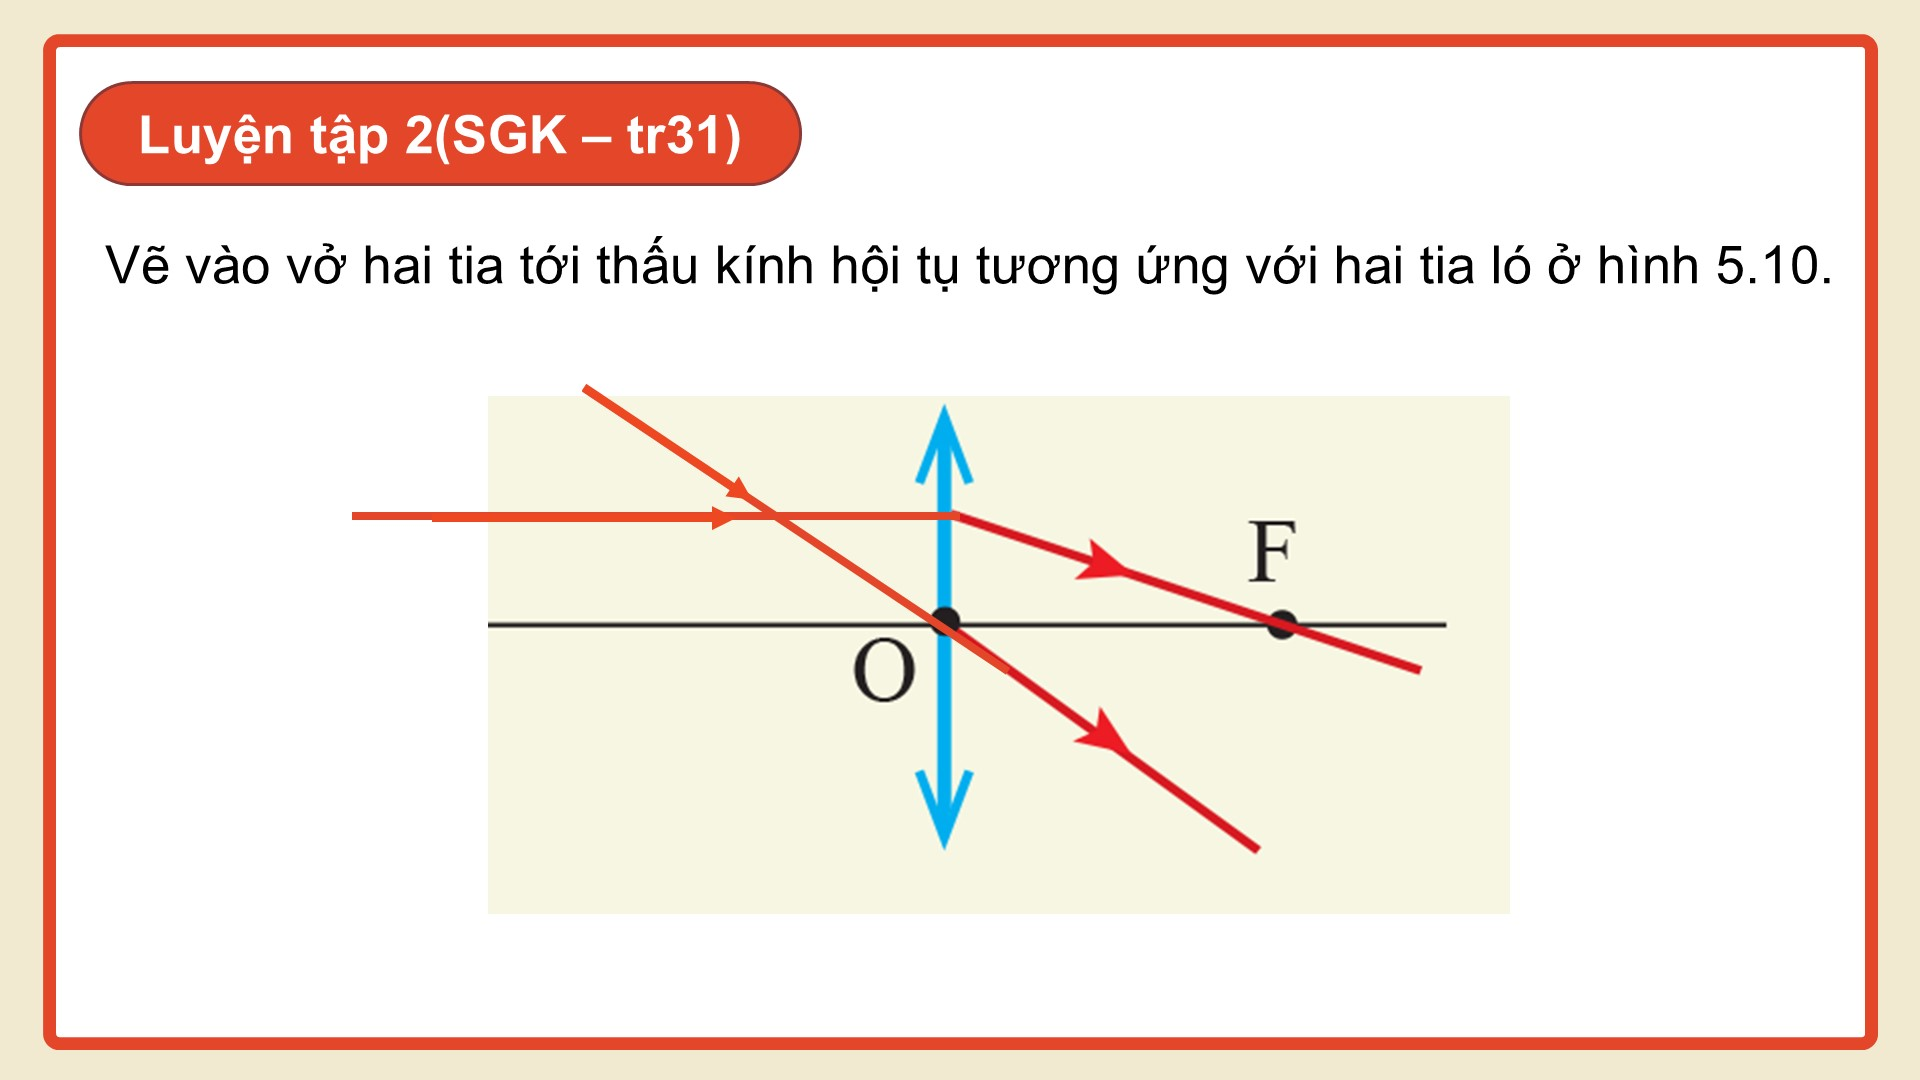 Luyện tập 2(SGK – tr31)
Vẽ vào vở hai tia tới thấu kính hội tụ tương ứng với hai tia ló ở hình 5.10.
F
O